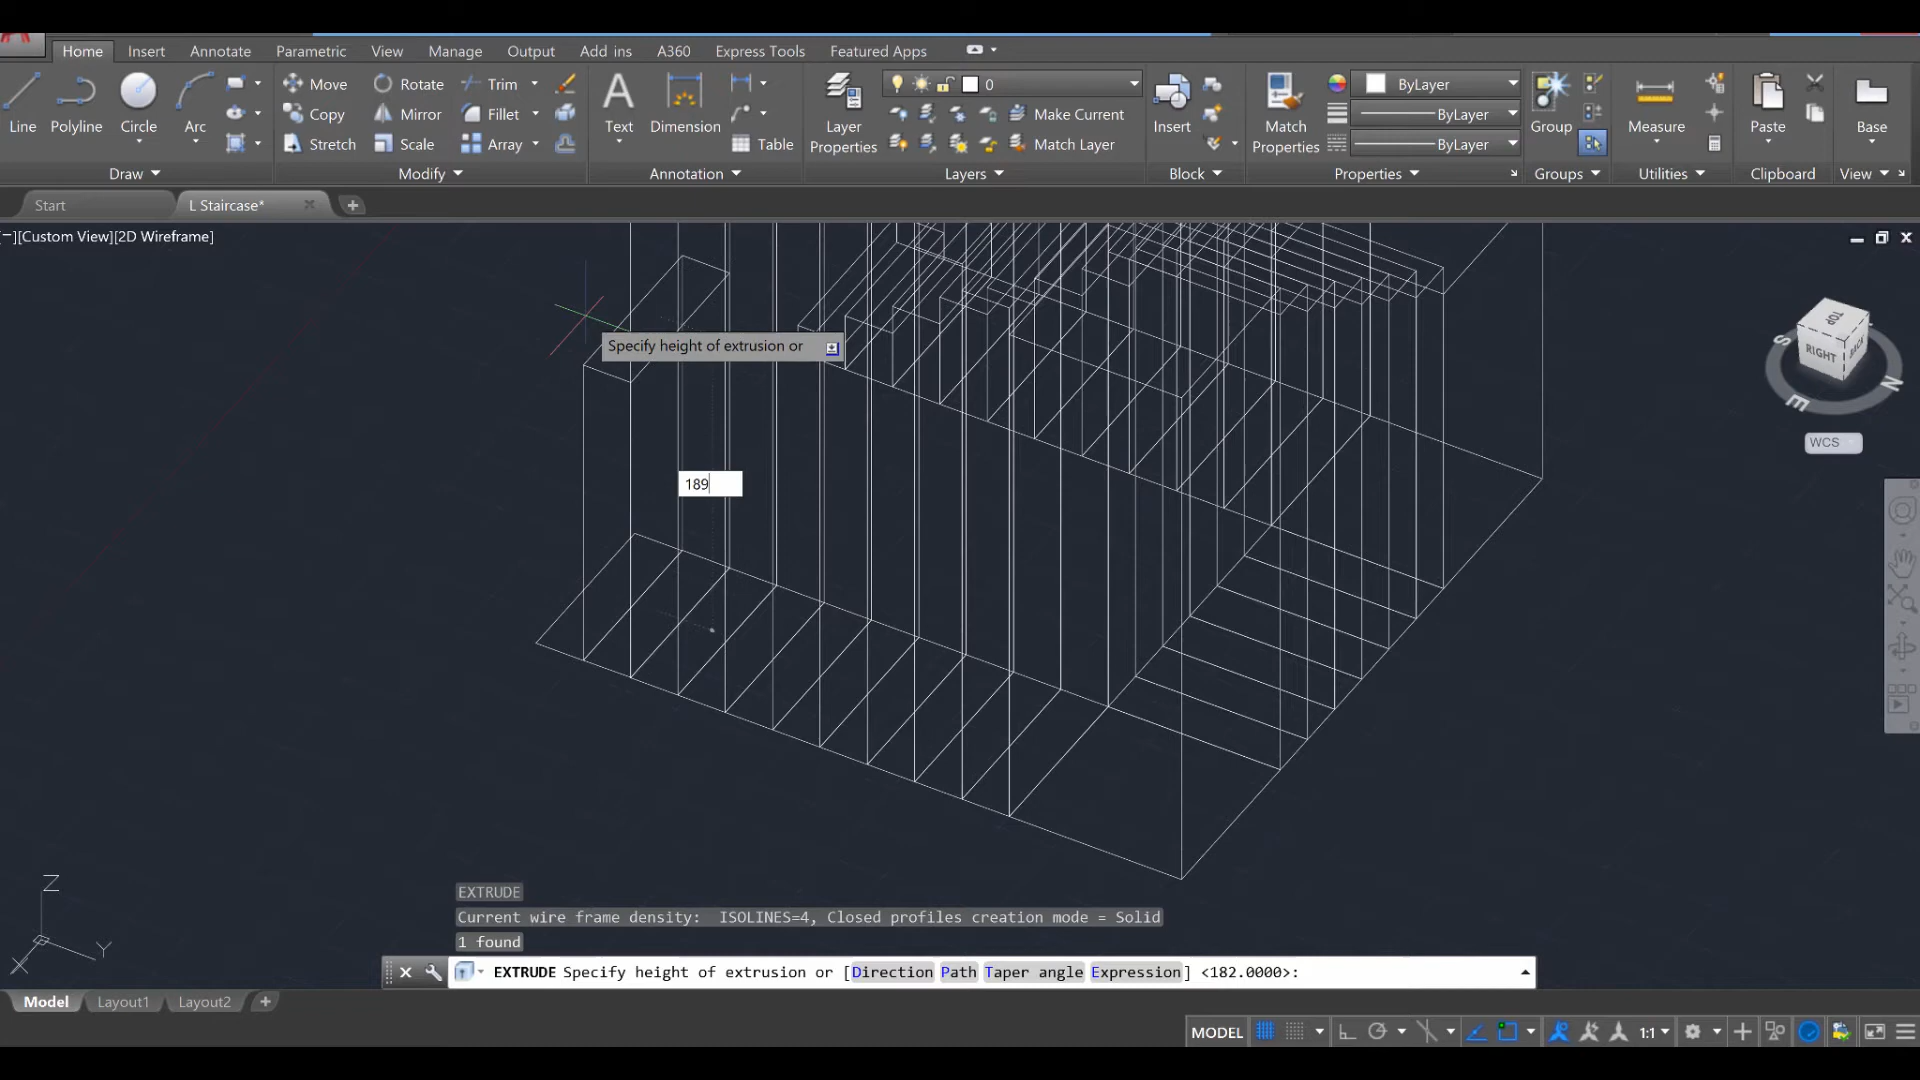 Home Insert Annotate Parametric View Manage Output Add ins A360 Express Tools Featured Apps
Line Polyline Circle Arc
Move Rotate Trim
Copy Mirror Fillet
Stretch Scale Array
Text Dimension Table
Layer Properties
0
Make Current
Match Layer
Insert
Match Properties
ByLayer
ByLayer
ByLayer
Group Measure Paste Base
Draw Modify Annotation Layers Block Properties Groups Utilities Clipboard View
Start L Staircase*
[−][Custom View][2D Wireframe]
TOP
RIGHT BACK
S
N
E
WCS
Specify height of extrusion or
189
Z
Y
X
EXTRUDE
Current wire frame density: ISOLINES=4, Closed profiles creation mode = Solid
1 found
EXTRUDE Specify height of extrusion or [Direction Path Taper angle Expression] <182.0000>:
Model Layout1 Layout2
MODEL 1:1